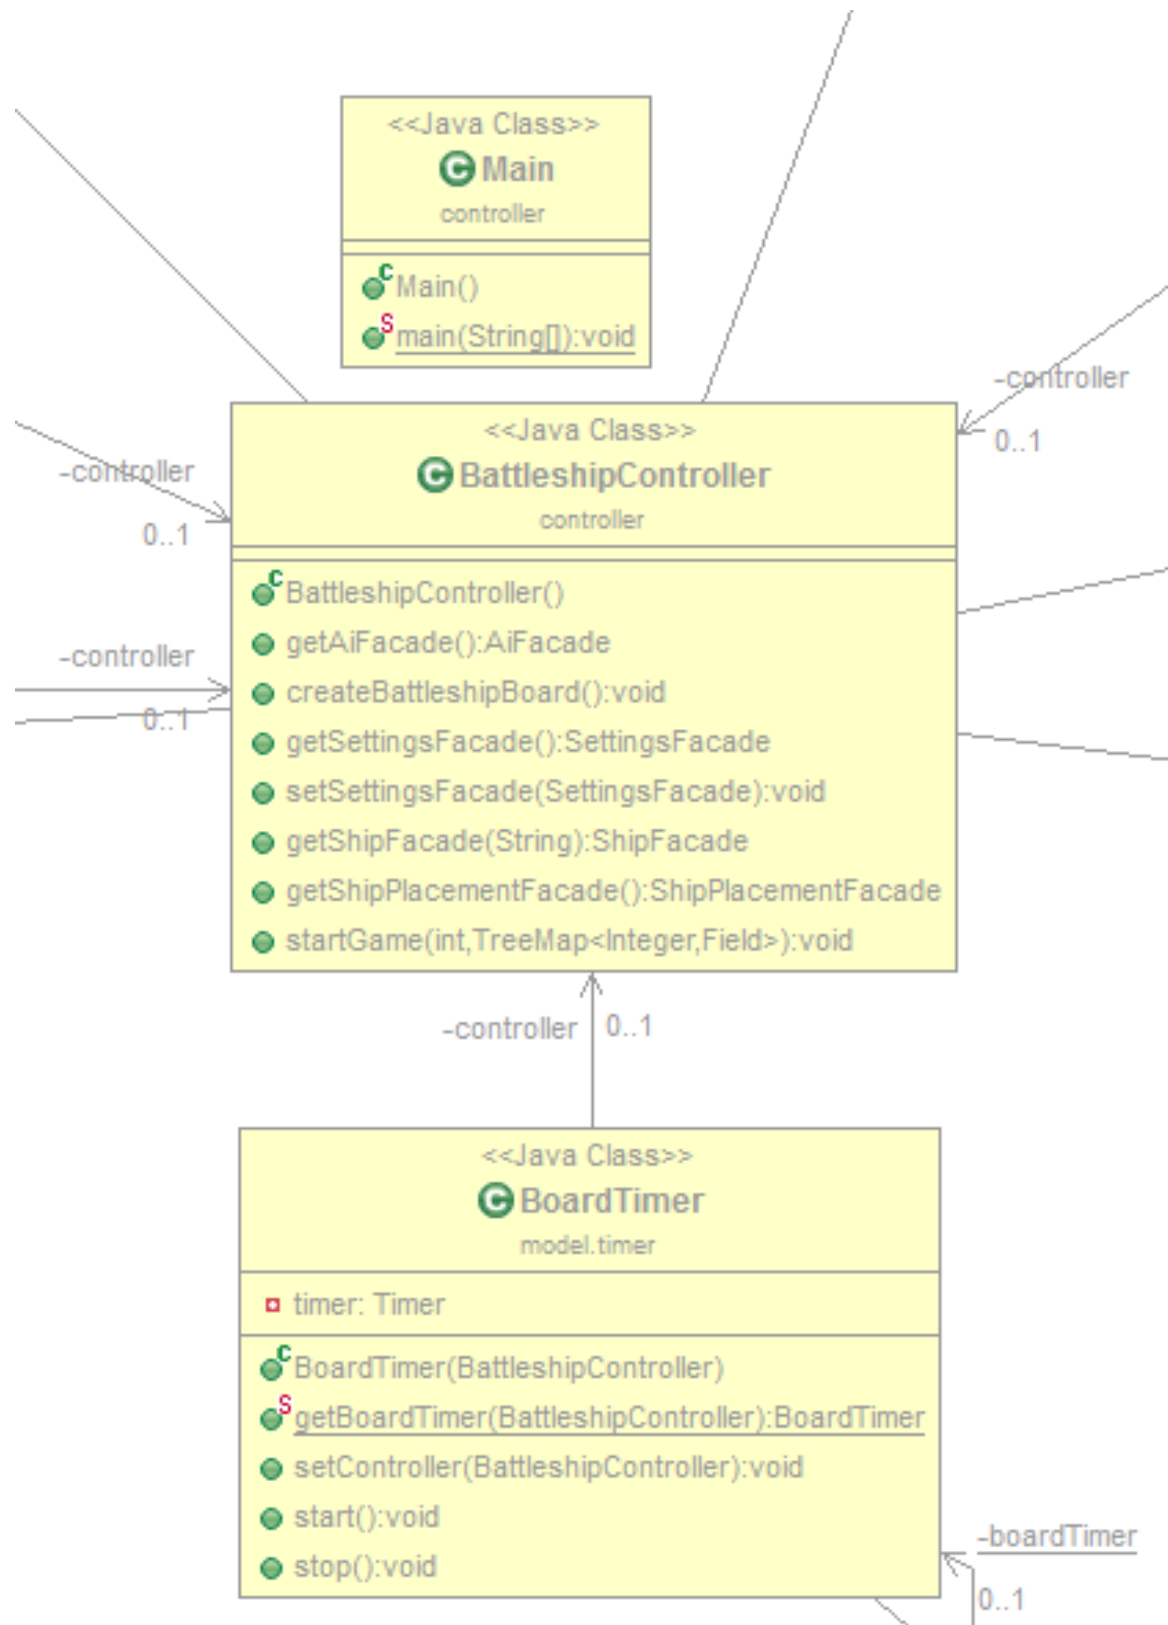 <<Java Class>>
Main
controller
Main()
main(String[]):void
-controller
0..1
<<Java Class>>
BattleshipController
controller
-controller
0..1
-controller
0..1
BattleshipController()
getAiFacade():AiFacade
createBattleshipBoard():void
getSettingsFacade():SettingsFacade
setSettingsFacade(SettingsFacade):void
getShipFacade(String):ShipFacade
getShipPlacementFacade():ShipPlacementFacade
startGame(int,TreeMap<Integer,Field>):void
-controller 0..1
<<Java Class>>
BoardTimer
model.timer
timer: Timer
BoardTimer(BattleshipController)
getBoardTimer(BattleshipController):BoardTimer
setController(BattleshipController):void
start():void
stop():void
-boardTimer
0..1